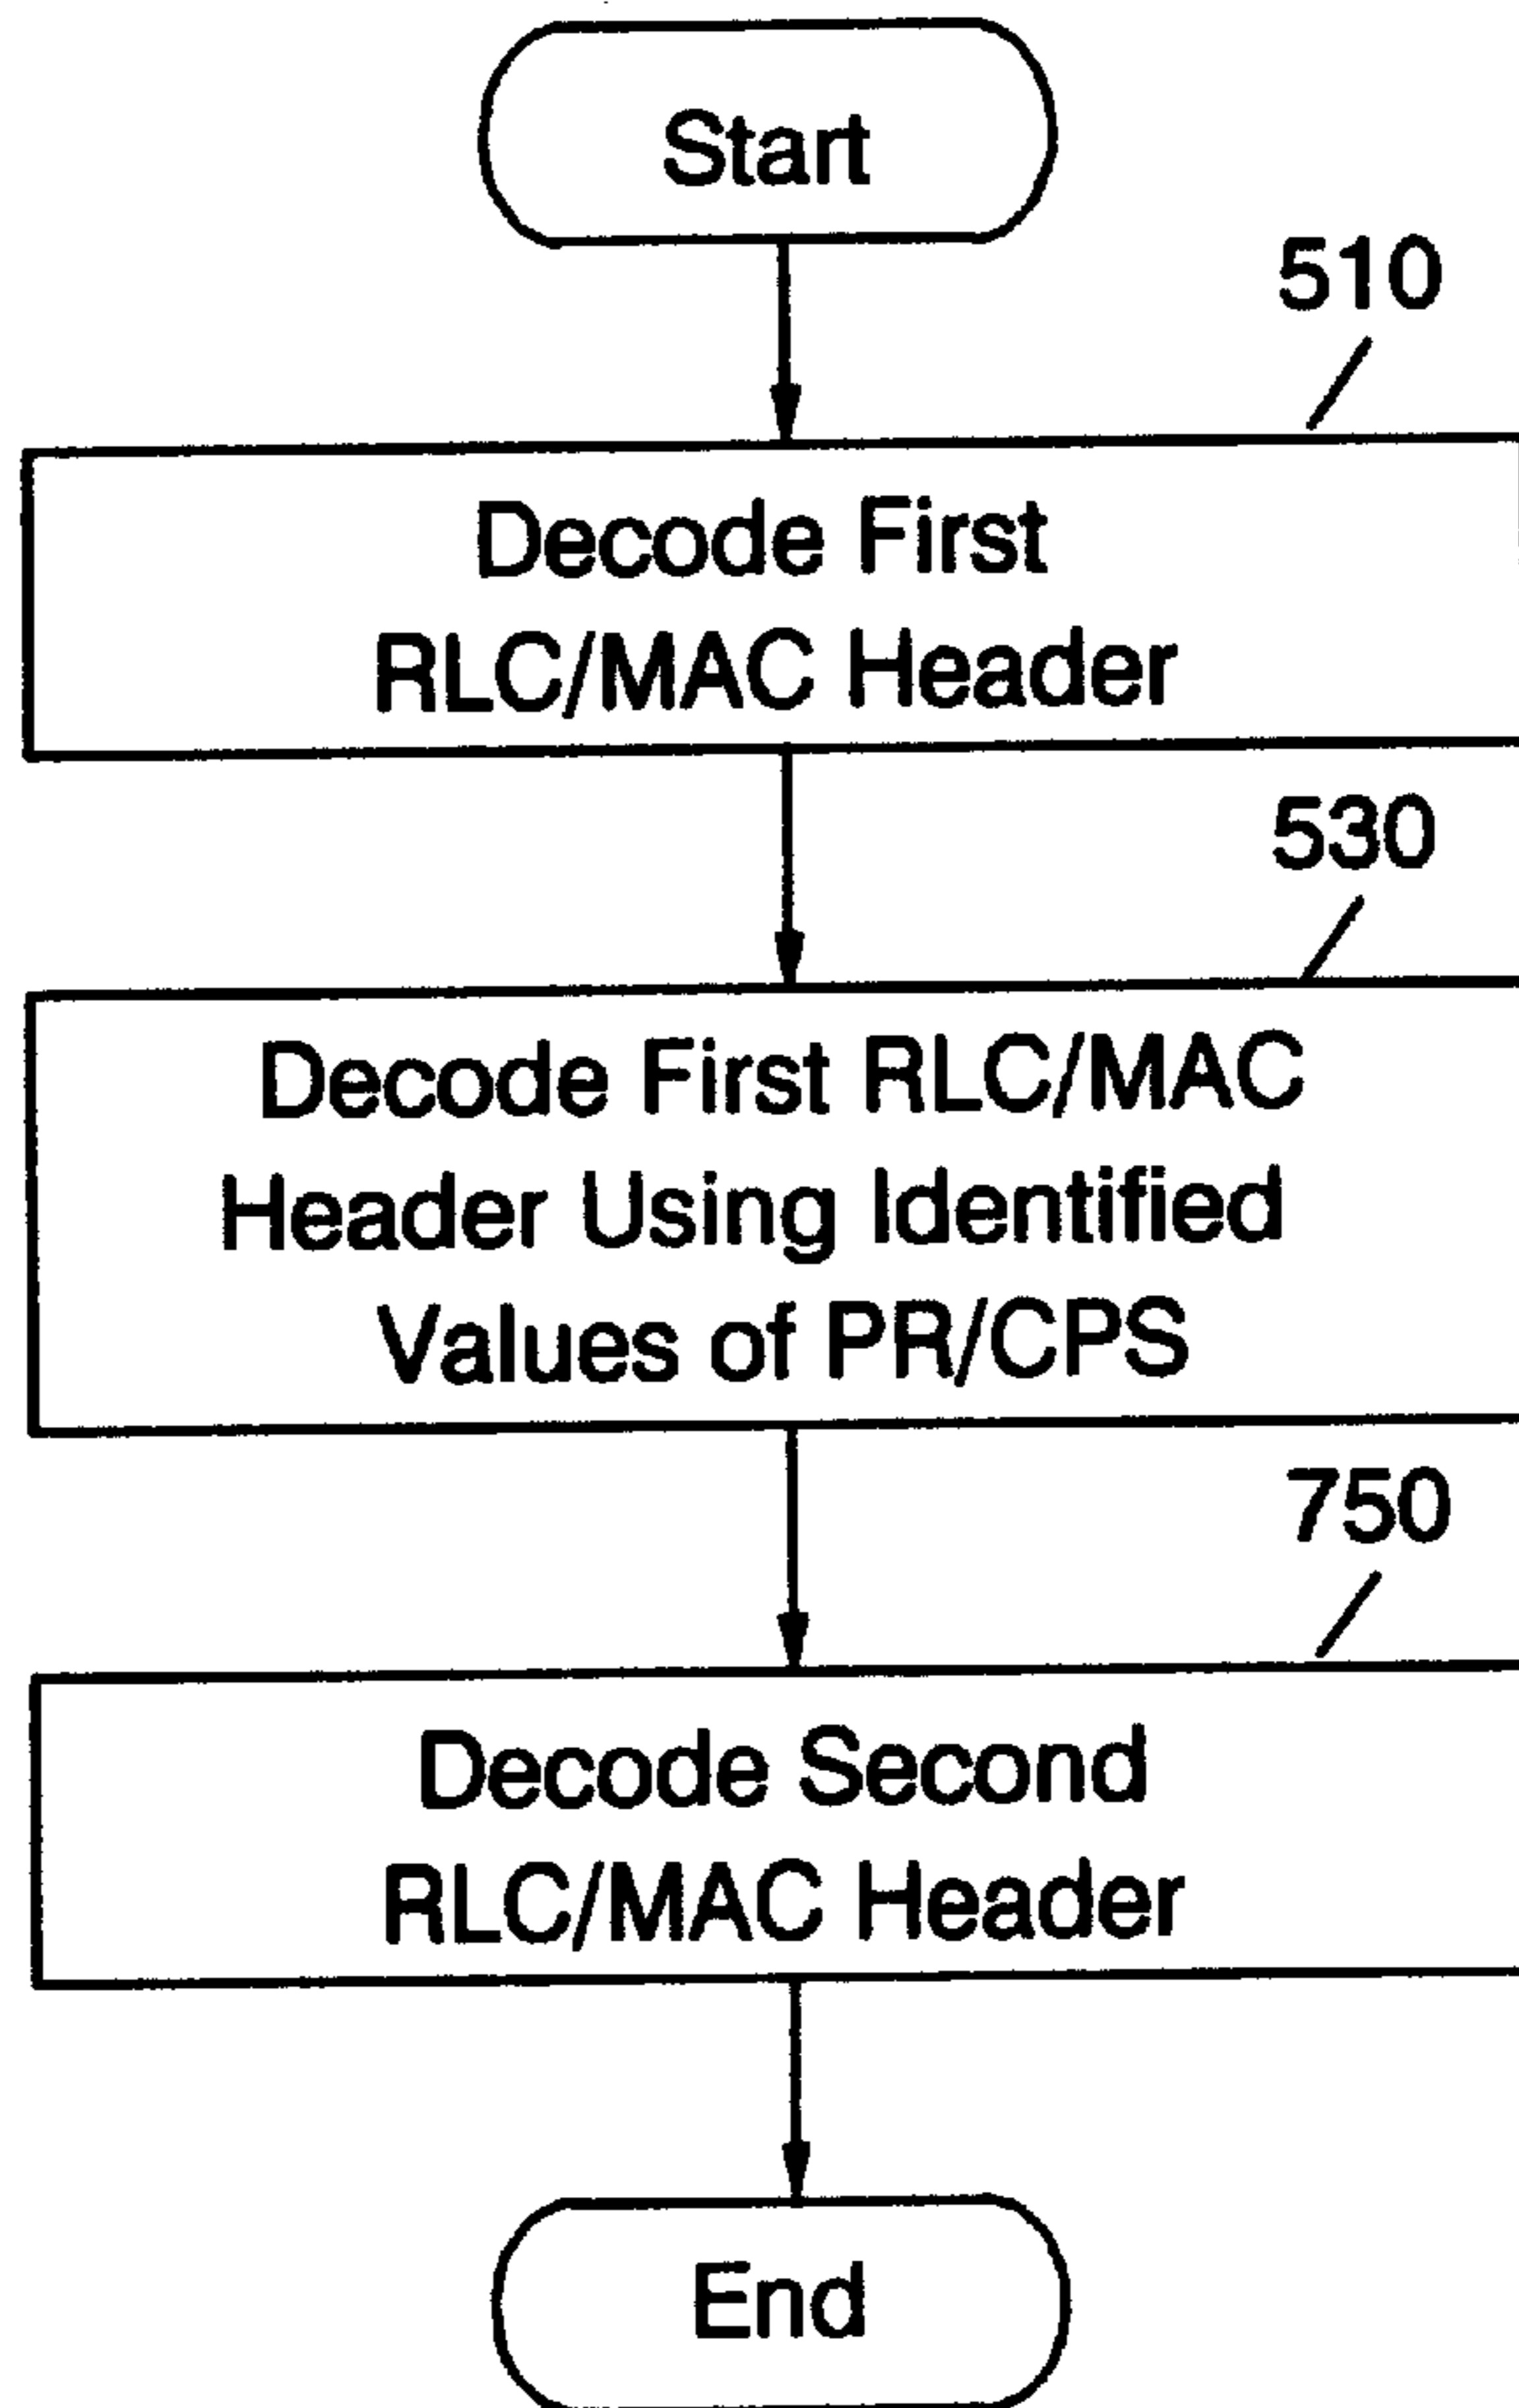 Start
510
Decode First
RLC/MAC Header
530
Decode First RLC/MAC
Header Using Identified
Values of PR/CPS
750
Decode Second
RLC/MAC Header
End